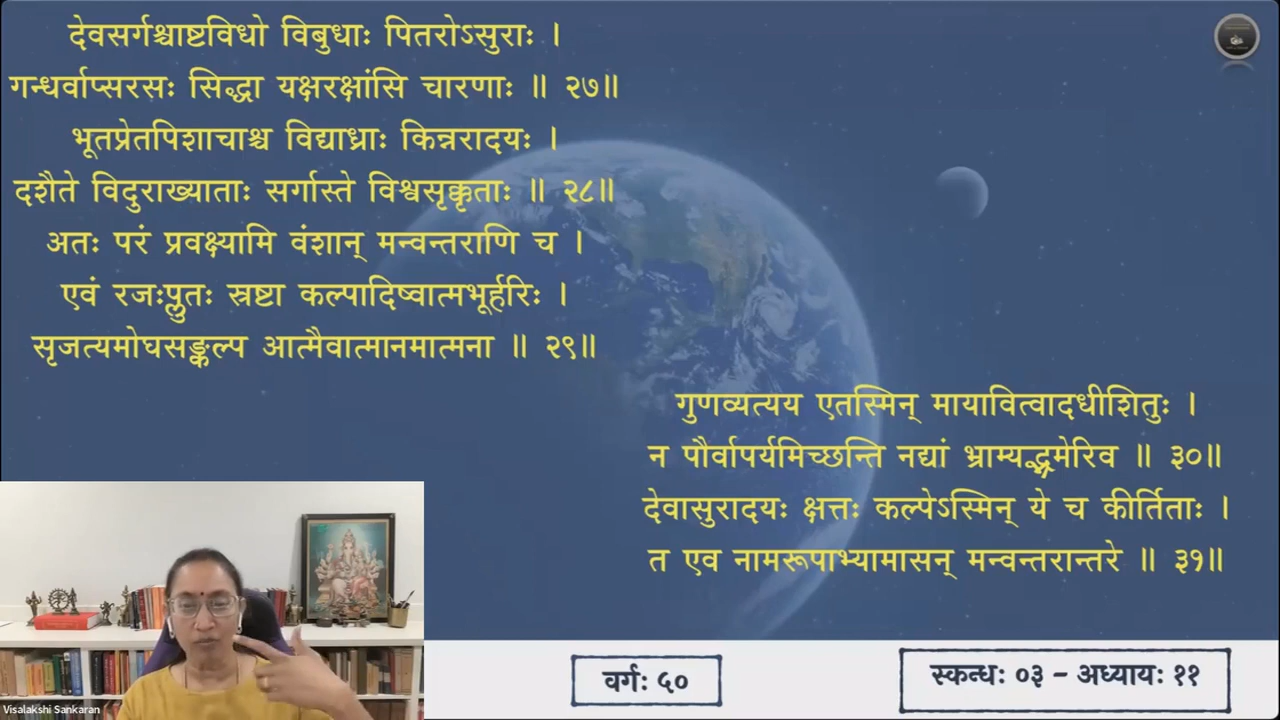 देवसर्गश्चाष्टविधो विबुधाः पितरोऽसुराः ।
गन्धर्वाप्सरसः सिद्धा यक्षरक्षांसि चारणाः ॥ २७॥
भूतप्रेतपिशाचाश्च विद्याध्राः किन्नरादयः ।
दशैते विदुराख्याताः सर्गास्ते विश्वसृक्कृताः ॥ २८॥
अतः परं प्रवक्ष्यामि वंशान् मन्वन्तराणि च ।
एवं रजःप्लुतः स्रष्टा कल्पादिष्वात्मभूर्हरिः ।
सृजत्यमोघसङ्कल्प आत्मैवात्मानमात्मना ॥ २९॥
गुणव्यत्यय एतस्मिन् मायावित्वादधीशितुः ।
न पौर्वापर्यमिच्छन्ति नद्यां भ्राम्यद्भ्रमेरिव ॥ ३०॥
देवासुरादयः क्षत्तः कल्पेऽस्मिन् ये च कीर्तिताः ।
त एव नामरूपाभ्यामासन् मन्वन्तरान्तरे ॥ ३१॥
Visalakshi Sankaran
वर्गः ५०
स्कन्धः ०३ - अध्यायः ११